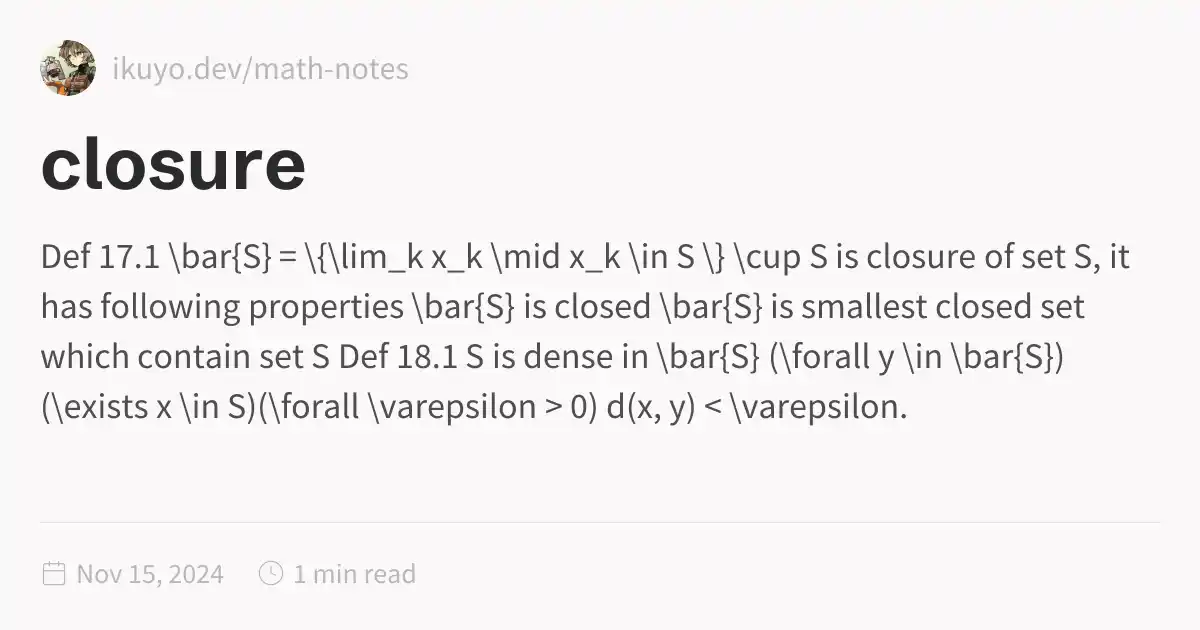 ikuyo.dev/math-notes
closure
Def 17.1 \bar{S} = \{\lim_k x_k \mid x_k \in S \} \cup S is closure of set S, it
has following properties \bar{S} is closed \bar{S} is smallest closed set
which contain set S Def 18.1 S is dense in \bar{S} (\forall y \in \bar{S})
(\exists x \in S)(\forall \varepsilon > 0) d(x, y) < \varepsilon.
Nov 15, 2024 1 min read